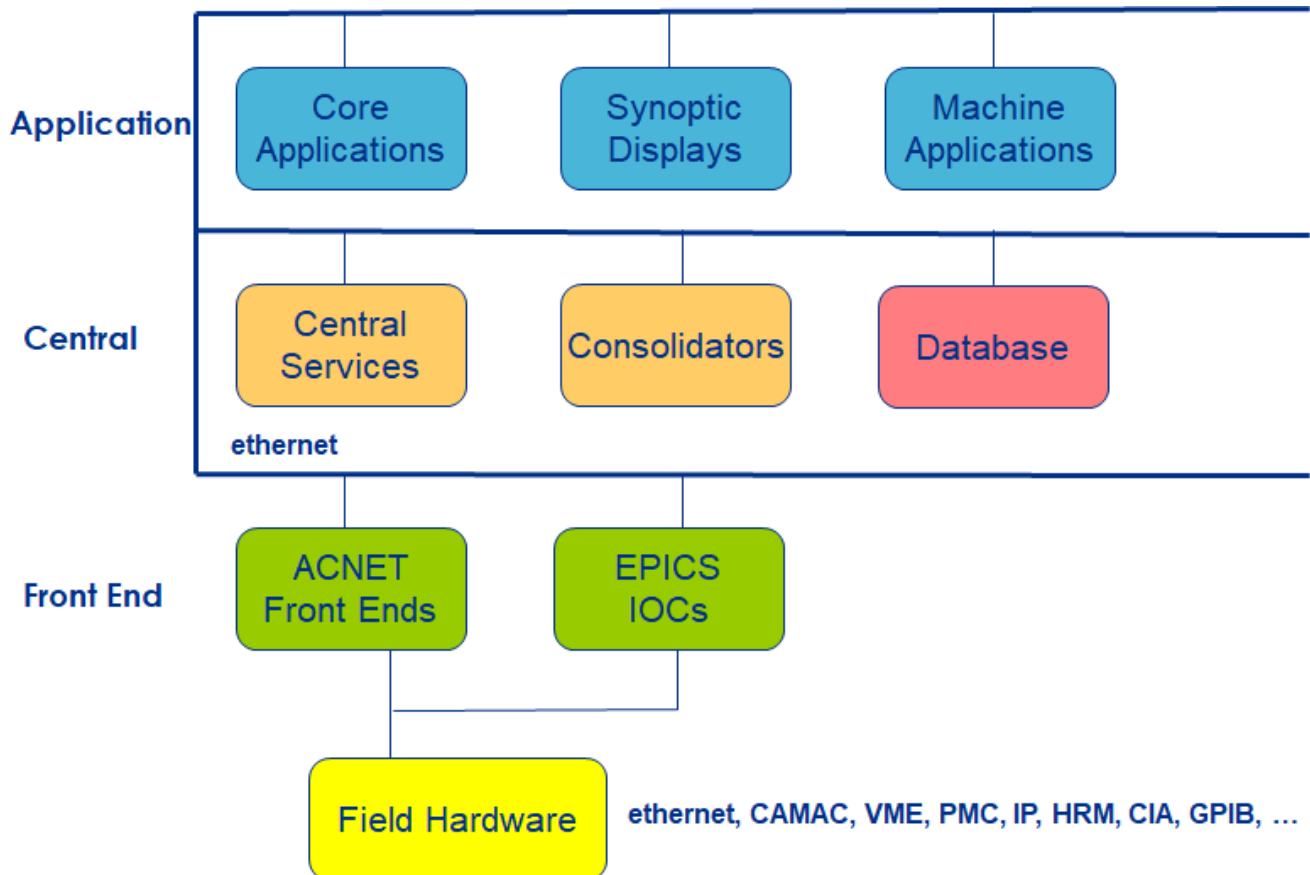 Application
Core
Applications
Synoptic
Displays
Machine
Applications
Central
Central
Services
Consolidators
Database
ethernet
Front End
ACNET
Front Ends
EPICS
IOCs
Field Hardware
ethernet, CAMAC, VME, PMC, IP, HRM, CIA, GPIB, …